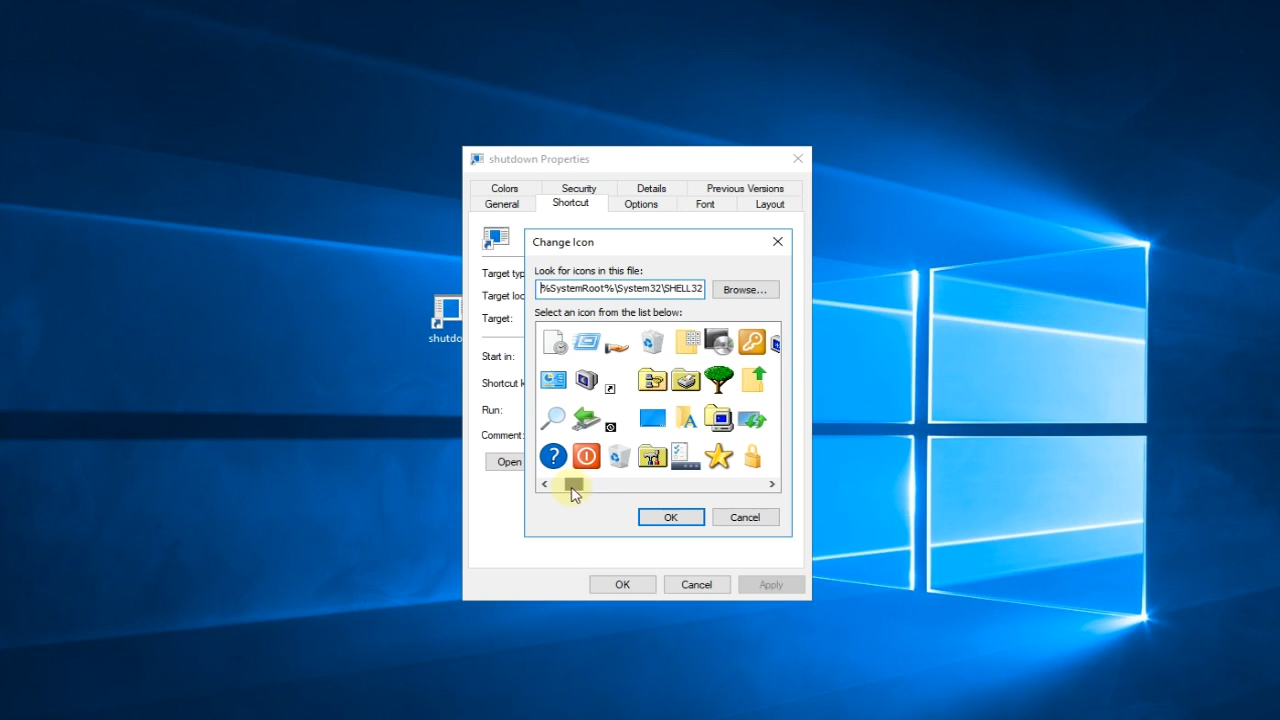 shutdown Properties
Colors Security Details Previous Versions
General Shortcut Options Font Layout
Change Icon
Look for icons in this file:
%SystemRoot%\System32\SHELL32
Browse...
Select an icon from the list below:
Target typ
Target loc
Target:
Start in:
Shortcut k
Run:
Comment:
Open
OK Cancel
OK Cancel Apply
shutdo